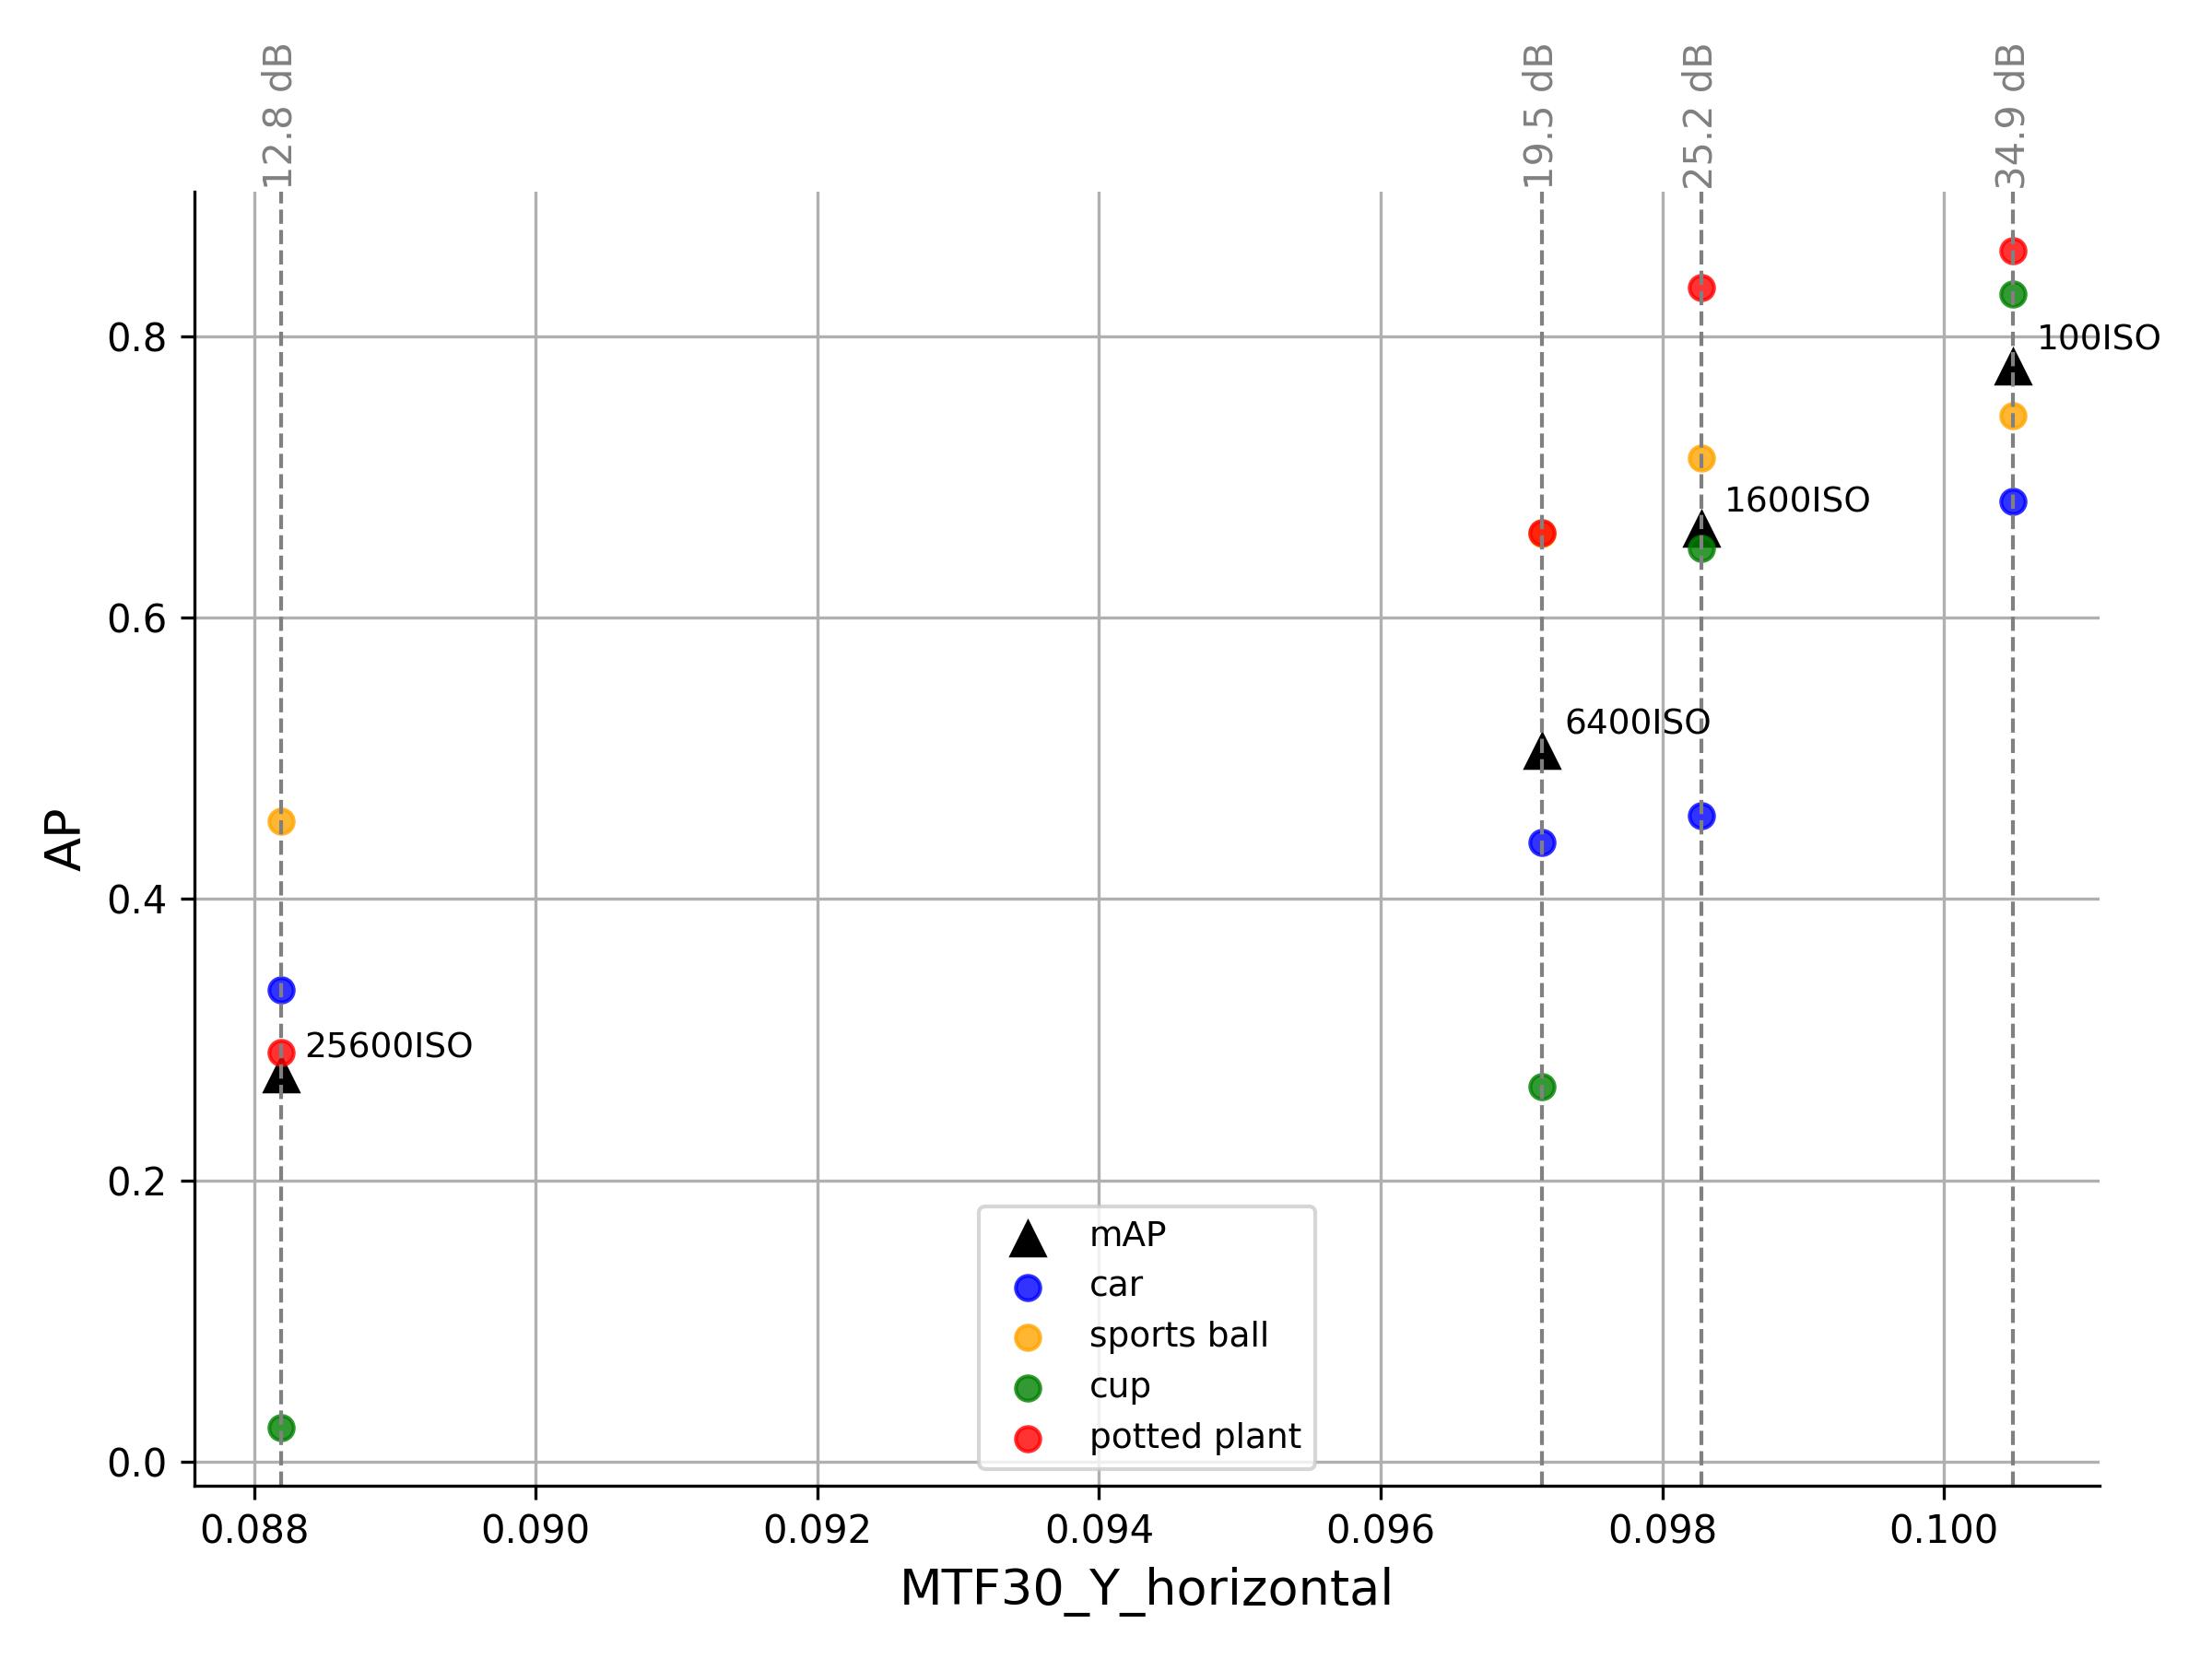 12.8 dB
19.5 dB
25.2 dB
34.9 dB
0.8
0.6
0.4
0.2
0.0
AP
100ISO
1600ISO
6400ISO
25600ISO
mAP
car
sports ball
cup
potted plant
0.088
0.090
0.092
0.094
0.096
0.098
0.100
MTF30_Y_horizontal